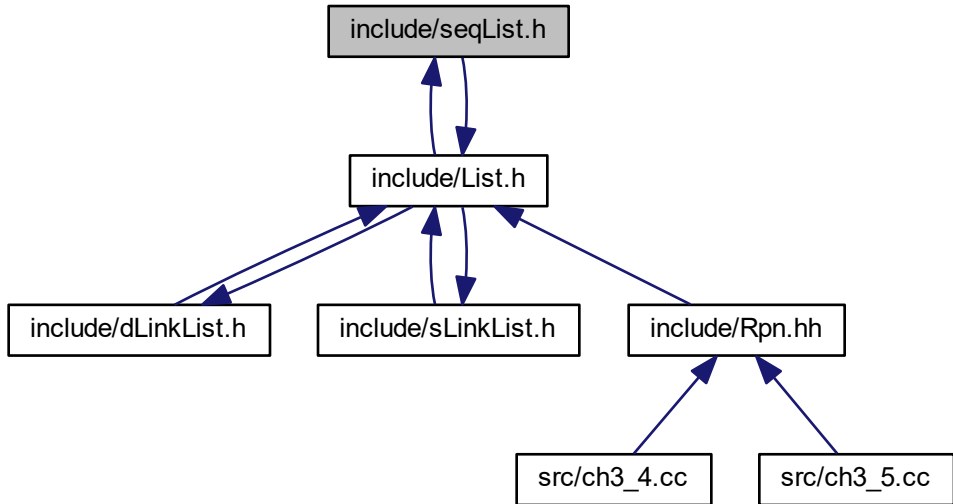 include/seqList.h
include/List.h
include/dLinkList.h
include/sLinkList.h
include/Rpn.hh
src/ch3_4.cc
src/ch3_5.cc